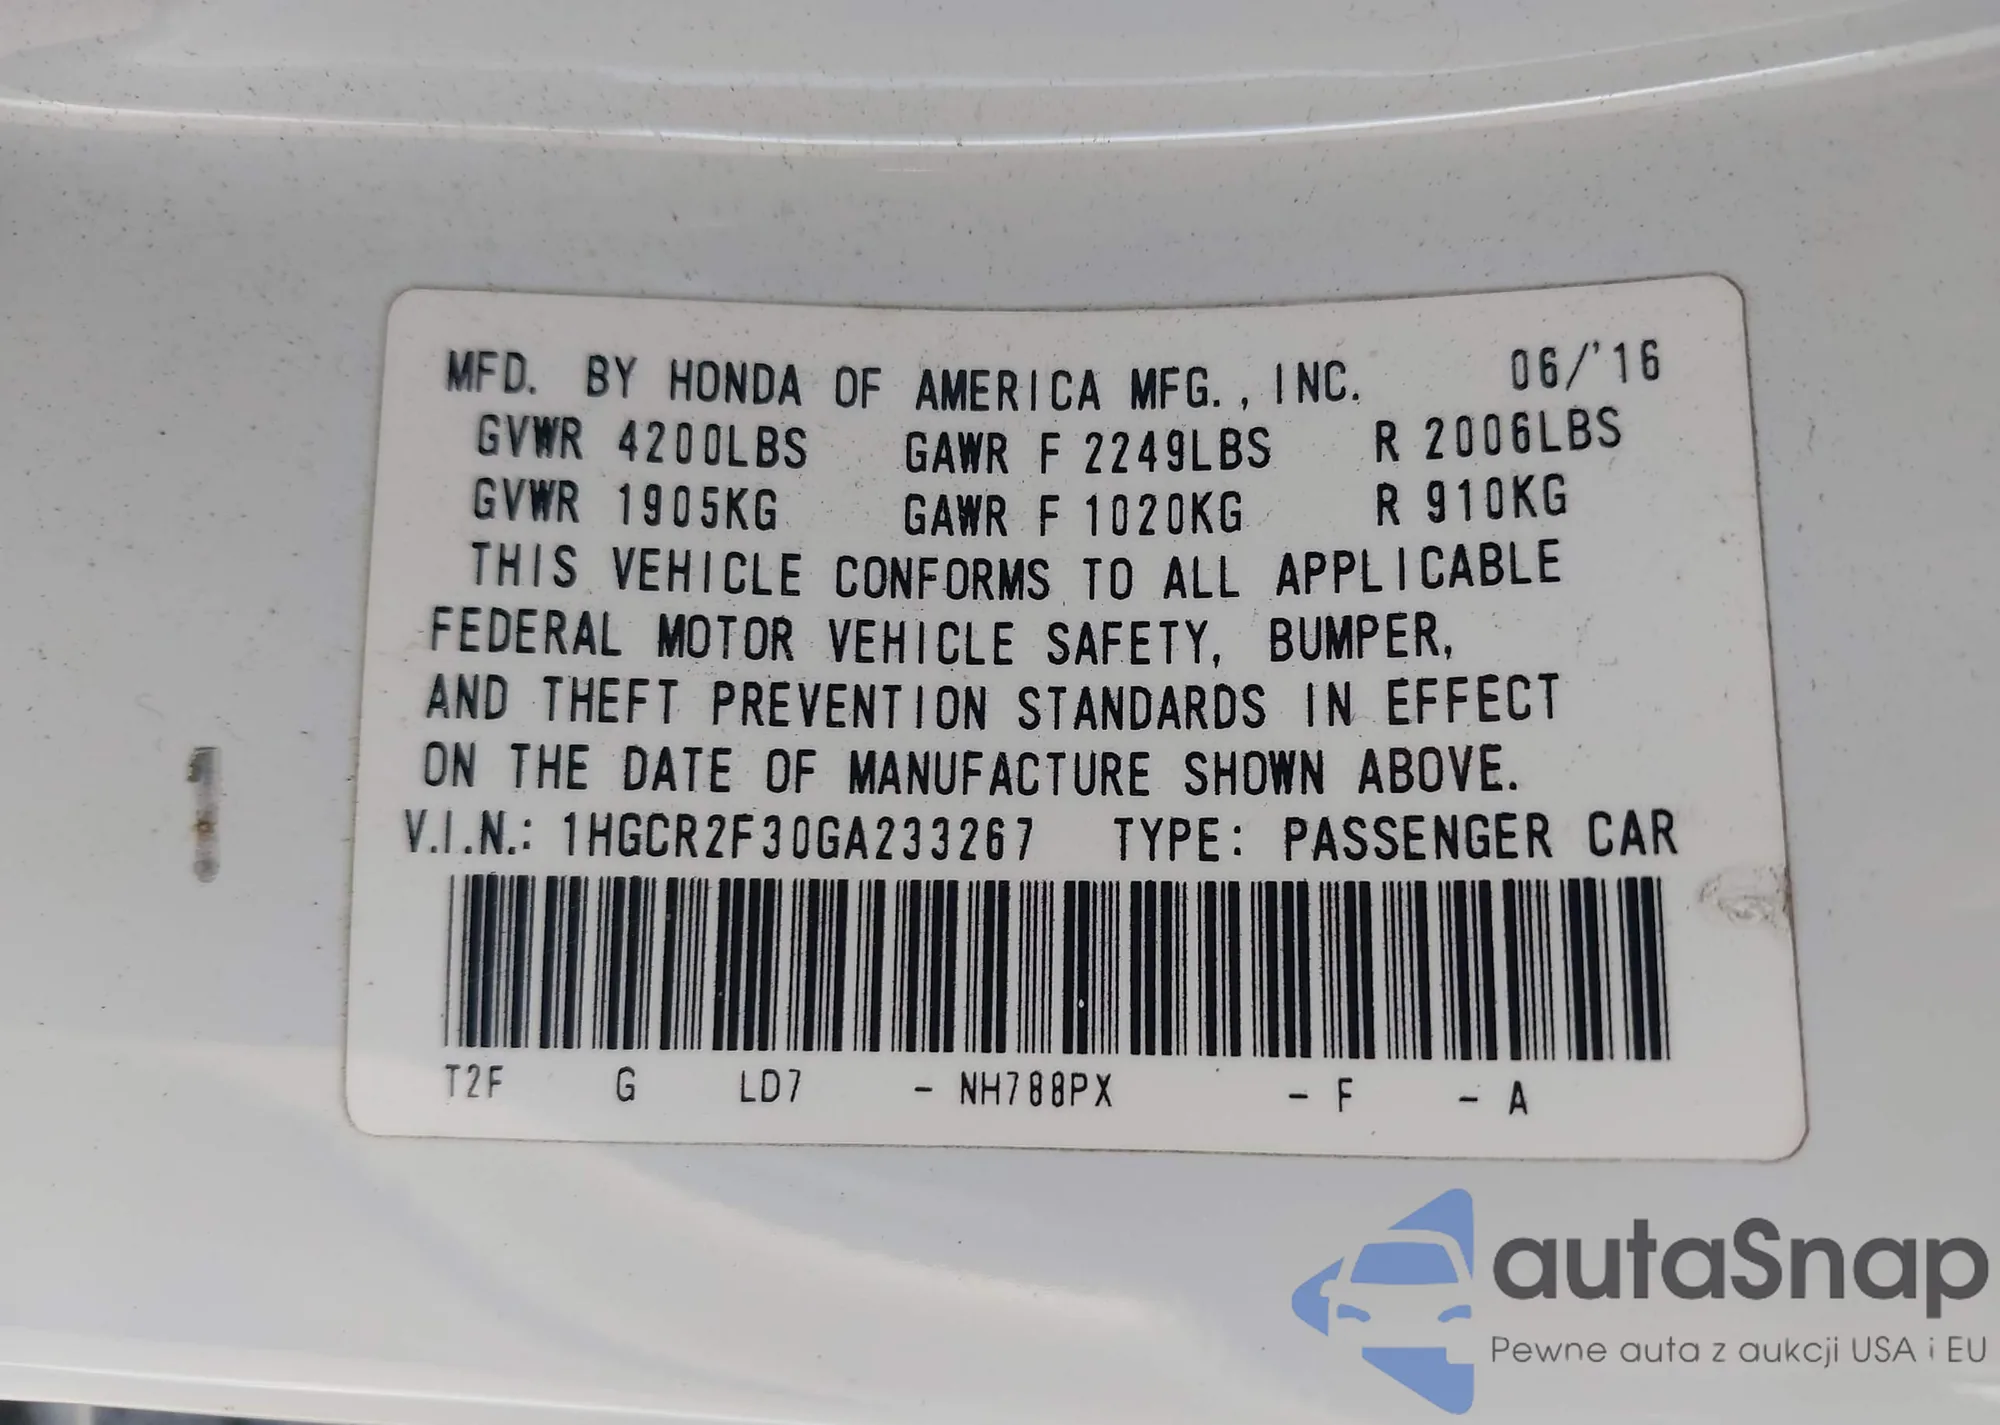 MFD. BY HONDA OF AMERICA MFG., INC. 06/'16
GVWR 4200LBS GAWR F 2249LBS R 2006LBS
GVWR 1905KG GAWR F 1020KG R 910KG
THIS VEHICLE CONFORMS TO ALL APPLICABLE
FEDERAL MOTOR VEHICLE SAFETY, BUMPER,
AND THEFT PREVENTION STANDARDS IN EFFECT
ON THE DATE OF MANUFACTURE SHOWN ABOVE.
V.I.N.: 1HGCR2F30GA233267 TYPE: PASSENGER CAR
T2F G LD7 - NH788PX - F - A
autaSnap
Pewne auta z aukcji USA i EU